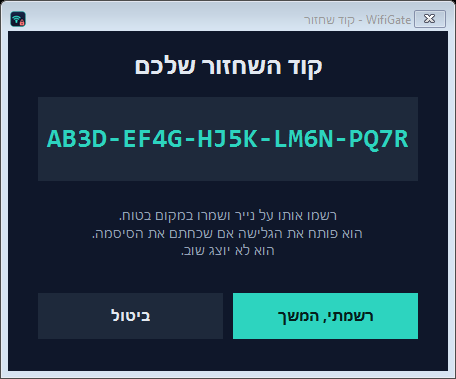 WifiGate - קוד שחזור
קוד השחזור שלכם
AB3D-EF4G-HJ5K-LM6N-PQ7R
רשמו אותו על נייר ושמרו במקום בטוח.
הוא פותח את הגלישה אם שכחתם את הסיסמה.
הוא לא יוצג שוב.
רשמתי, המשך
ביטול